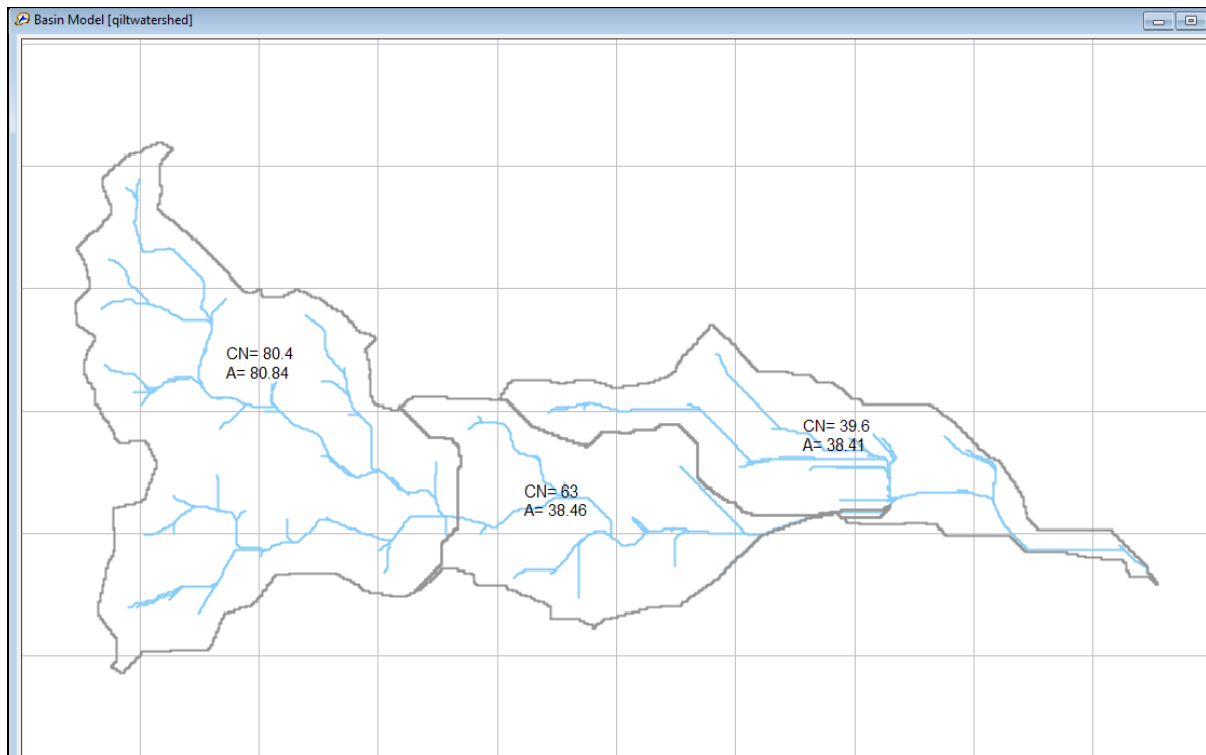 Basin Model [qiltwatershed]
CN= 80.4
A= 80.84
CN= 39.6
A= 38.41
CN= 63
A= 38.46